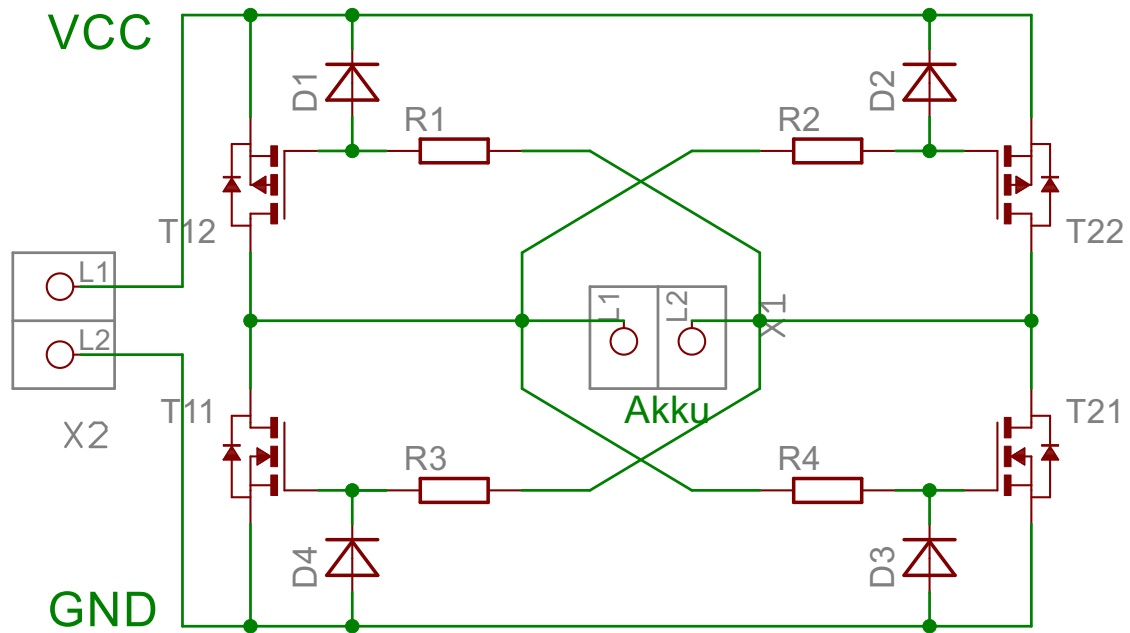 VCC
D1
D2
R1
R2
T12
T22
L1
L2
X2
L1
L2
X1
Akku
T11
T21
R3
R4
D4
D3
GND